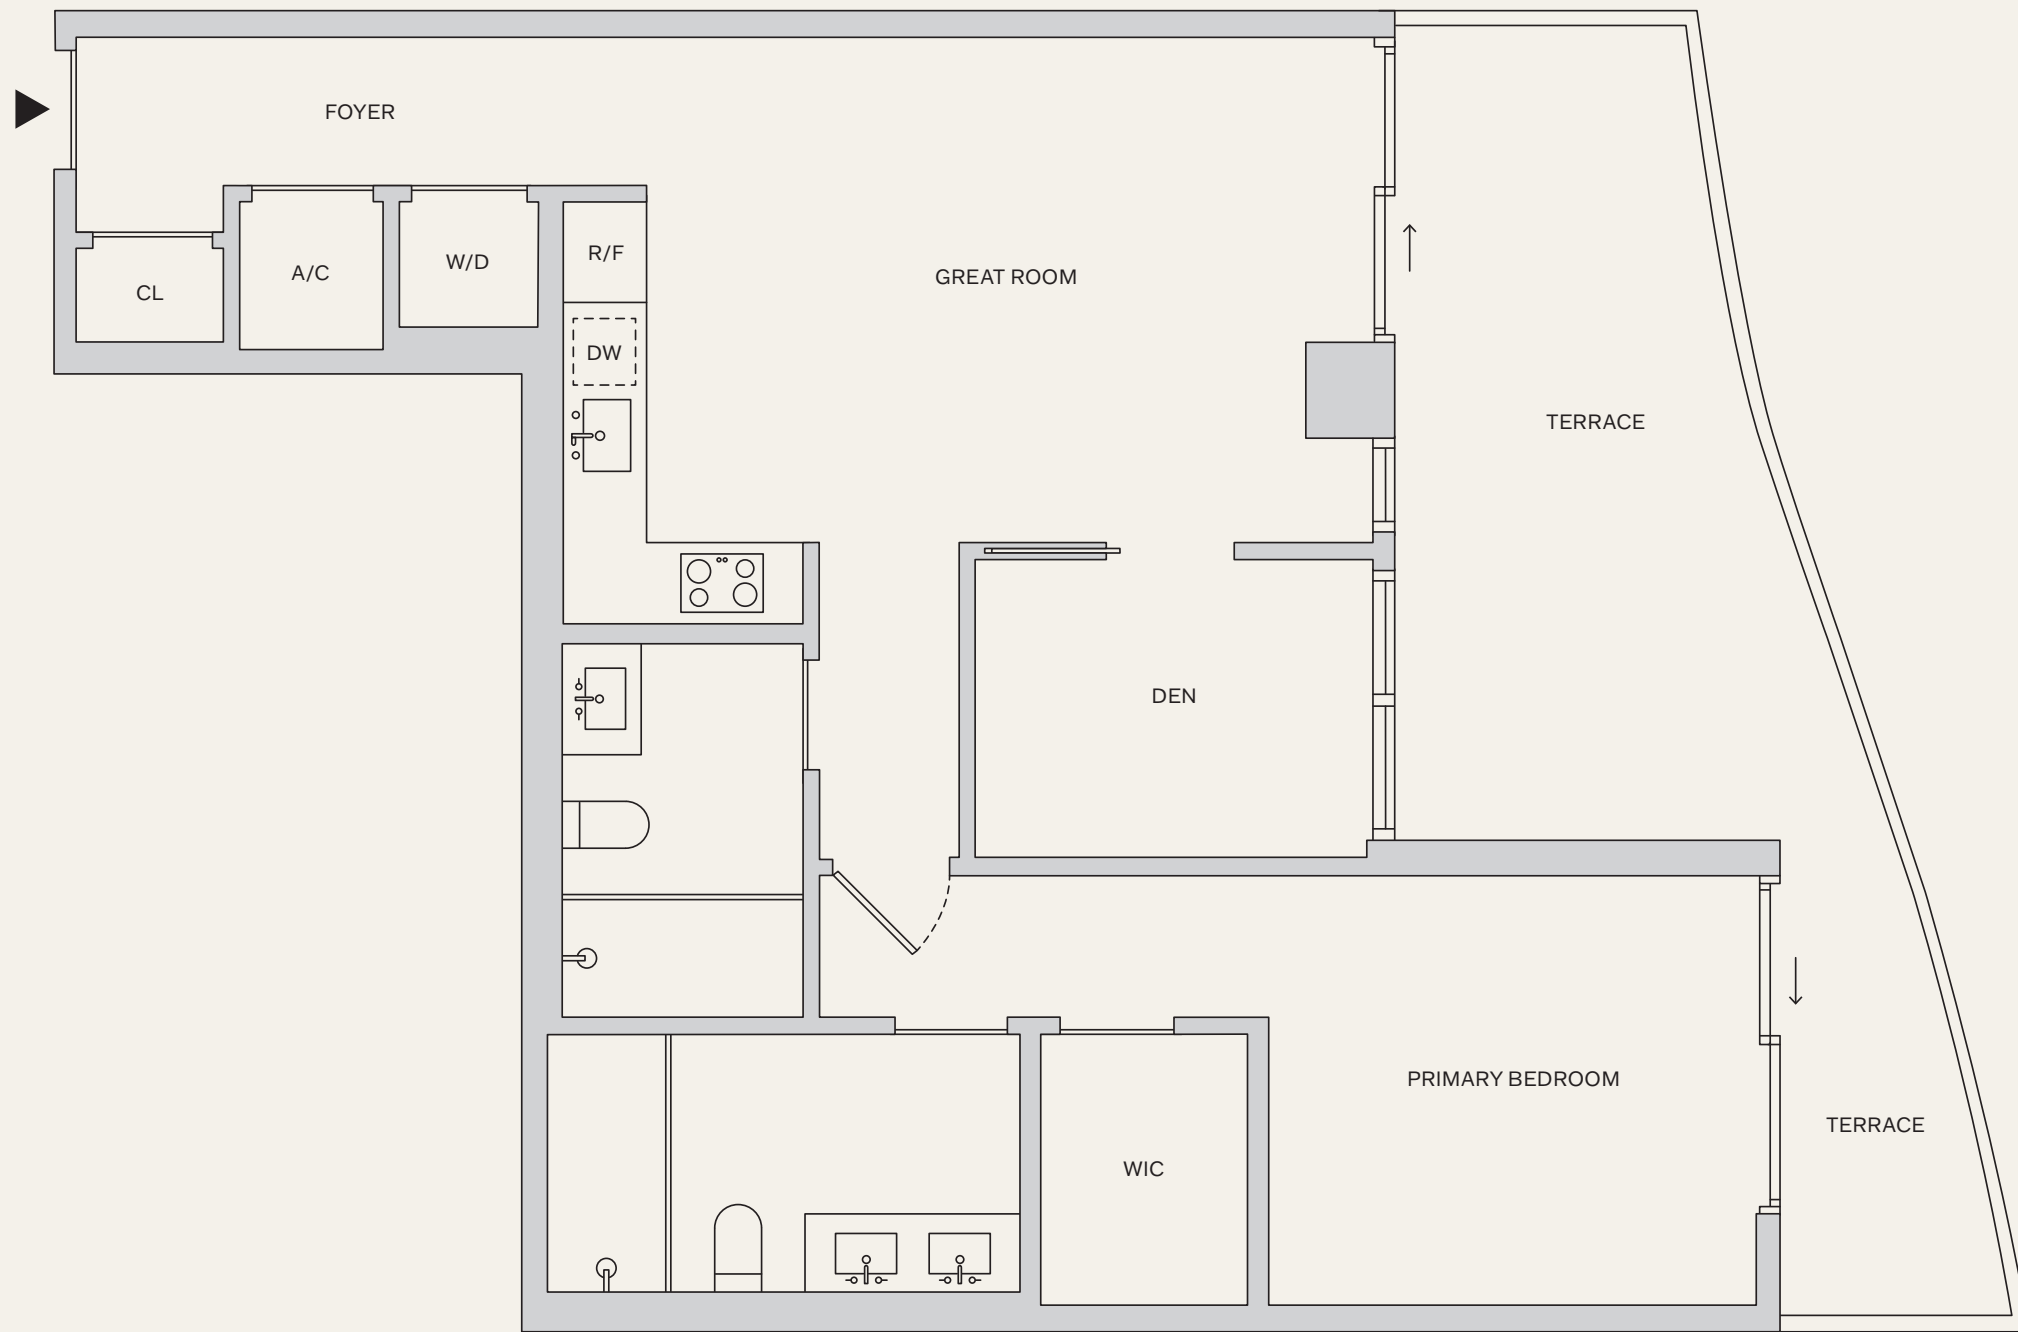 FOYER
CL
A/C
W/D
R/F
DW
GREAT ROOM
TERRACE
DEN
PRIMARY BEDROOM
TERRACE
WIC